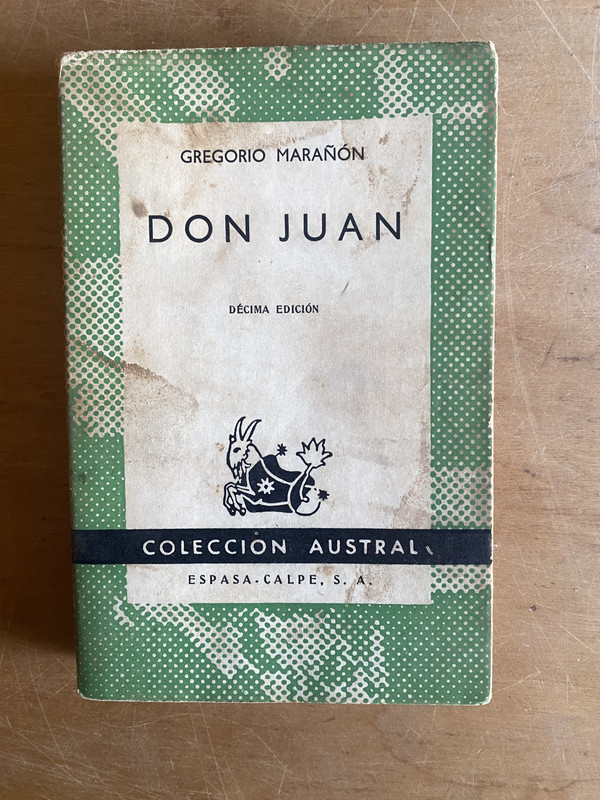 GREGORIO MARAÑÓN
DON JUAN
DÉCIMA EDICIÓN
COLECCIÓN AUSTRAL
ESPASA-CALPE, S. A.